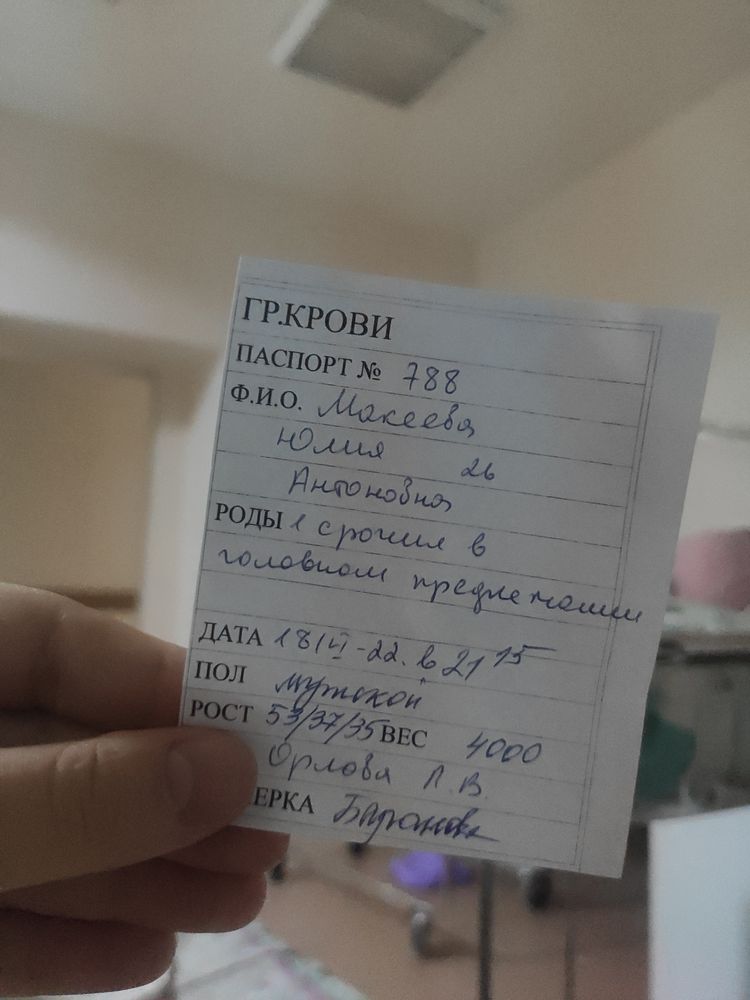 ГР.КРОВИ
ПАСПОРТ № 788
Ф.И.О. Макеева
Юлия 26
Антоновна
РОДЫ 1 срочные в
головном предлежании
ДАТА 18/VI-22. в 21 15
ПОЛ мужской
РОСТ 53/37/35 ВЕС 4000
Орлова Л.В
ЕРКА Баранова